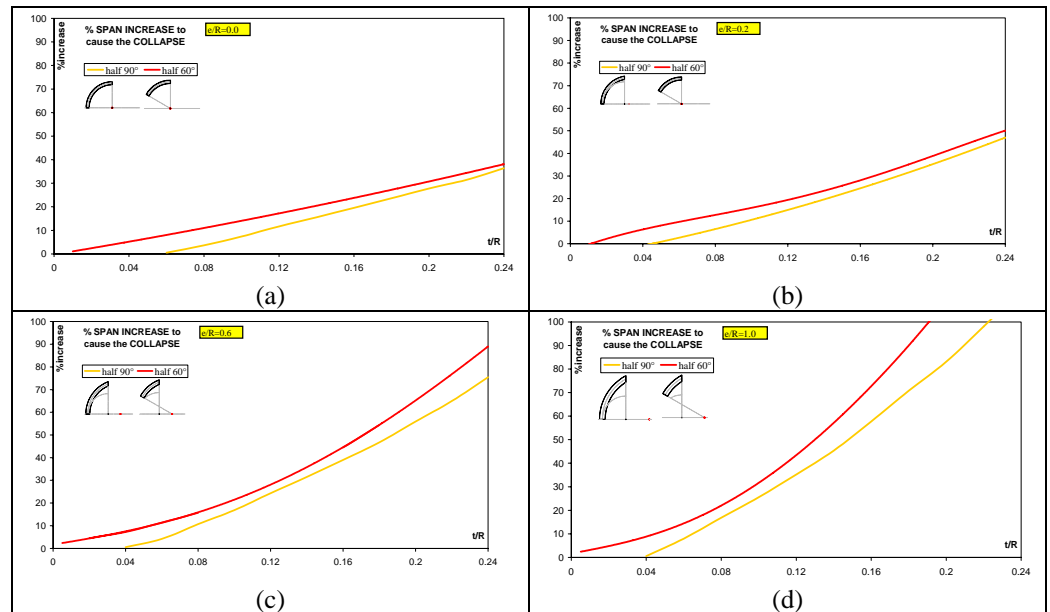 % SPAN INCREASE to
cause the COLLAPSE
e/R=0.0
%increase
half 90° half 60°
100
90
80
70
60
50
40
30
20
10
0
t/R
0 0.04 0.08 0.12 0.16 0.2 0.24
(a)
% SPAN INCREASE to
cause the COLLAPSE
e/R=0.2
%increase
half 90° half 60°
100
90
80
70
60
50
40
30
20
10
0
t/R
0 0.04 0.08 0.12 0.16 0.2 0.24
(b)
% SPAN INCREASE to
cause the COLLAPSE
e/R=0.6
%increase
half 90° half 60°
100
90
80
70
60
50
40
30
20
10
0
t/R
0 0.04 0.08 0.12 0.16 0.2 0.24
(c)
% SPAN INCREASE to
cause the COLLAPSE
e/R=1.0
%increase
half 90° half 60°
100
90
80
70
60
50
40
30
20
10
0
t/R
0 0.04 0.08 0.12 0.16 0.2 0.24
(d)